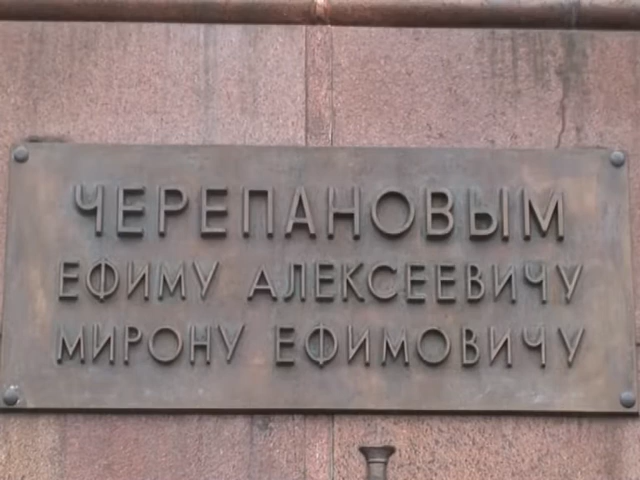 ЧЕРЕПАНОВЫМ
ЕФИМУ АЛЕКСЕЕВИЧУ
МИРОНУ ЕФИМОВИЧУ